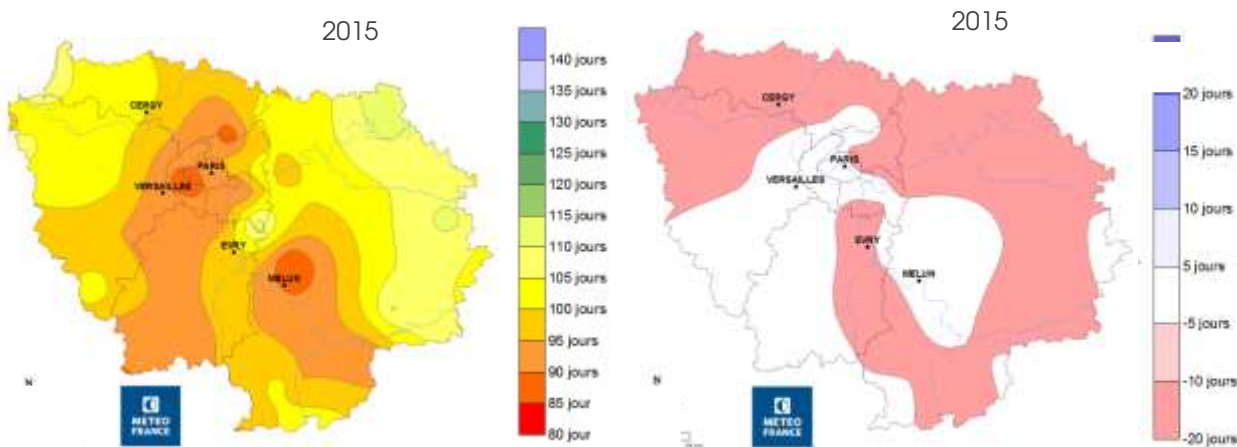 2015
CERGY
PARIS
VERSAILLES
EVRY
MELUN
N
METEO
FRANCE
140 jours
135 jours
130 jours
125 jours
120 jours
115 jours
110 jours
105 jours
100 jours
95 jours
90 jours
85 jour
80 jour
2015
CERGY
PARIS
VERSAILLES
EVRY
MELUN
N
METEO
FRANCE
20 jours
15 jours
10 jours
5 jours
-5 jours
-10 jours
-20 jours